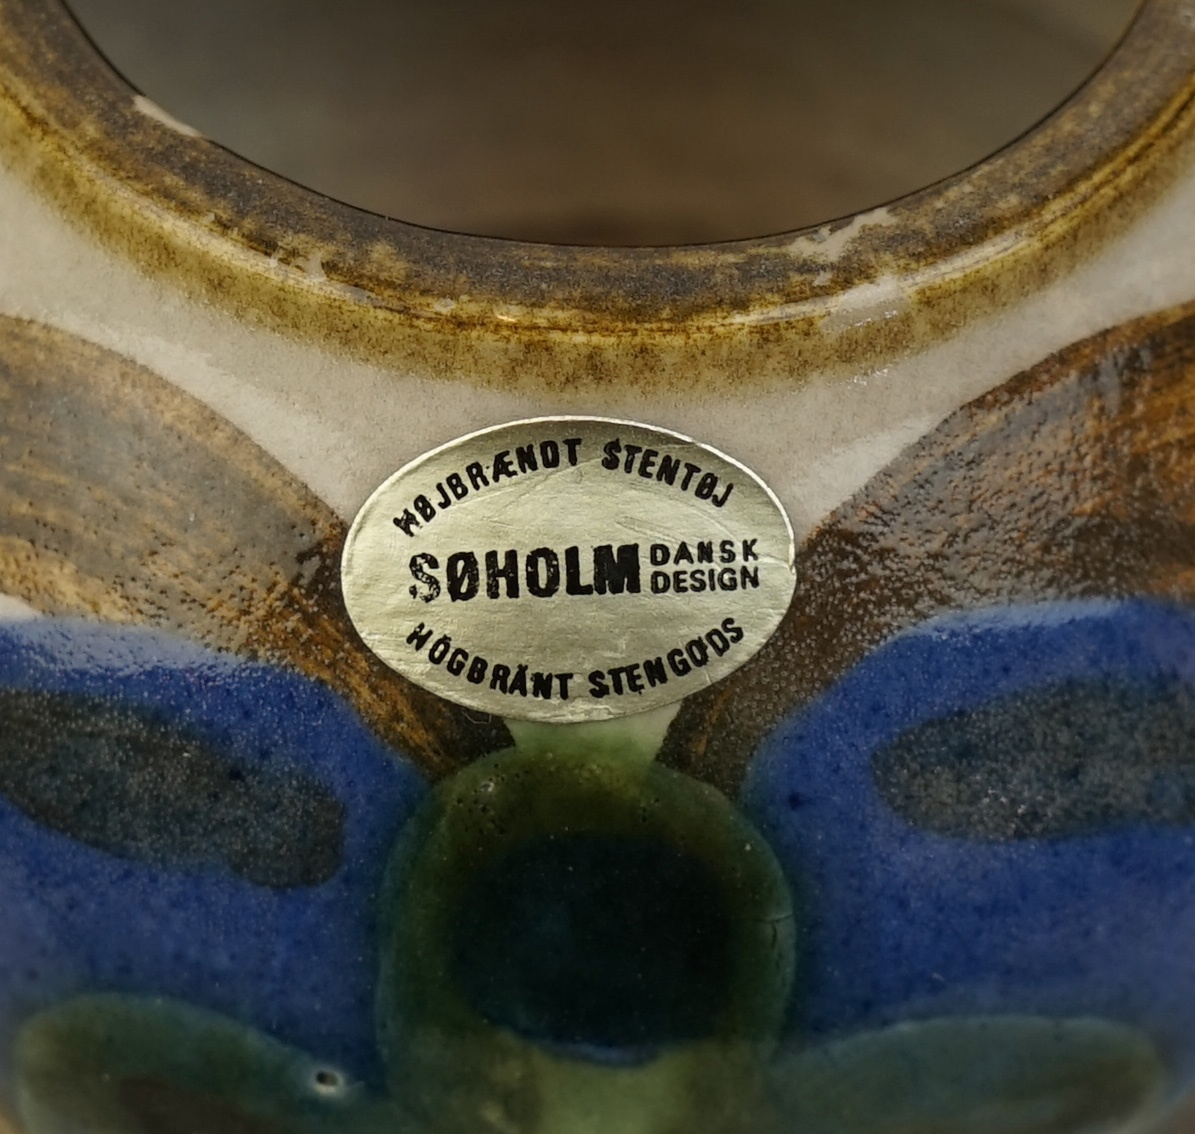 HØJBRÆNDT STENTØJ
SØHOLM DANSK DESIGN
HÖGBRÄNT STENGODS